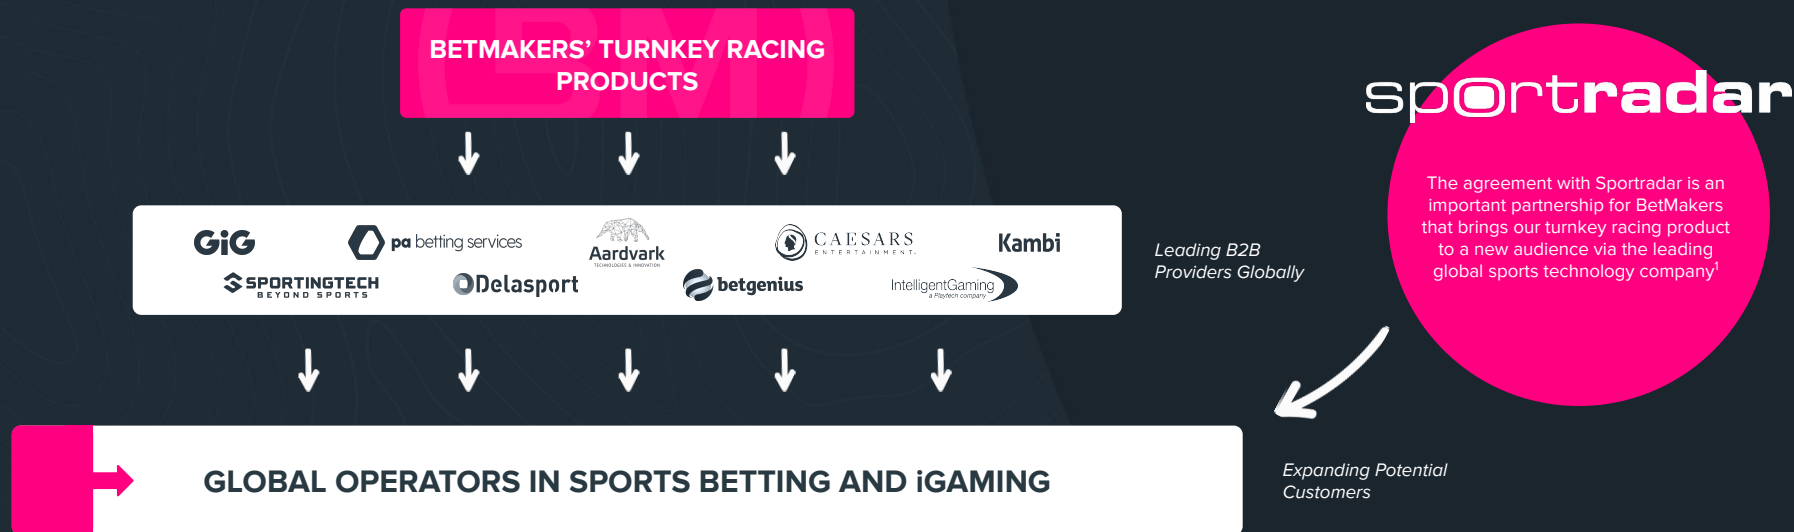 BETMAKERS’ TURNKEY RACING
PRODUCTS
GiG
pa betting services
Aardvark
TECHNOLOGIES & INNOVATION
CAESARS
ENTERTAINMENT.
Kambi
SPORTINGTECH
BEYOND SPORTS
Delasport
betgenius
IntelligentGaming
a Playtech company
Leading B2B
Providers Globally
sportradar
The agreement with Sportradar is an
important partnership for BetMakers
that brings our turnkey racing product
to a new audience via the leading
global sports technology company¹
GLOBAL OPERATORS IN SPORTS BETTING AND iGAMING
Expanding Potential
Customers